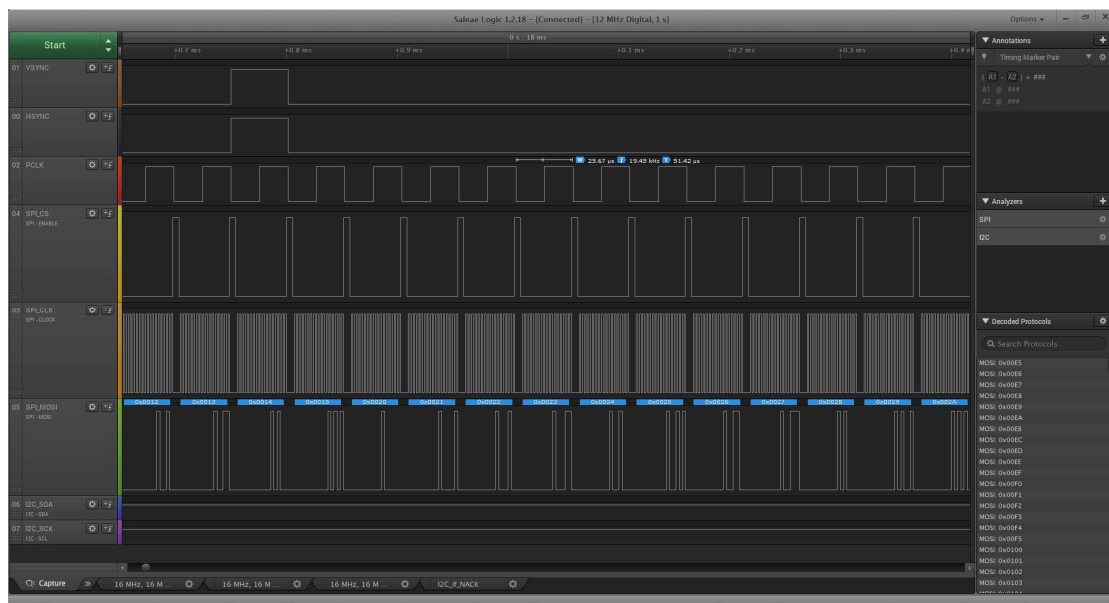 Saleae Logic 1.2.18 - [Connected] - [12 MHz Digital, 1 s]
Options
Start
0 s : 18 ms
+0.7 ms +0.8 ms +0.9 ms +0.1 ms +0.2 ms +0.3 ms
01 VSYNC
00 HSYNC
02 PCLK
W 25.67 µs f 19.45 kHz T 51.42 µs
04 SPI_CS
SPI - ENABLE
03 SPI_CLK
SPI - CLOCK
05 SPI_MOSI
SPI - MOSI
0x0012 0x0013 0x0014 0x0015 0x0020 0x0021 0x0022 0x0023 0x0024 0x0025 0x0026 0x0027 0x0028 0x0029 0x002A
06 I2C_SDA
I2C - SDA
07 I2C_SCK
I2C - SCL
Capture
16 MHz, 16 M ...
16 MHz, 16 M ...
16 MHz, 16 M ...
I2C_if_NACK
Annotations
Timing Marker Pair
| A1 - A2 | = ###
A1 @ ###
A2 @ ###
Analyzers
SPI
I2C
Decoded Protocols
Search Protocols
MOSI: 0x00E5
MOSI: 0x00E6
MOSI: 0x00E7
MOSI: 0x00E8
MOSI: 0x00E9
MOSI: 0x00EA
MOSI: 0x00EB
MOSI: 0x00EC
MOSI: 0x00ED
MOSI: 0x00EE
MOSI: 0x00EF
MOSI: 0x00F0
MOSI: 0x00F1
MOSI: 0x00F2
MOSI: 0x00F3
MOSI: 0x00F4
MOSI: 0x00F5
MOSI: 0x0100
MOSI: 0x0101
MOSI: 0x0102
MOSI: 0x0103